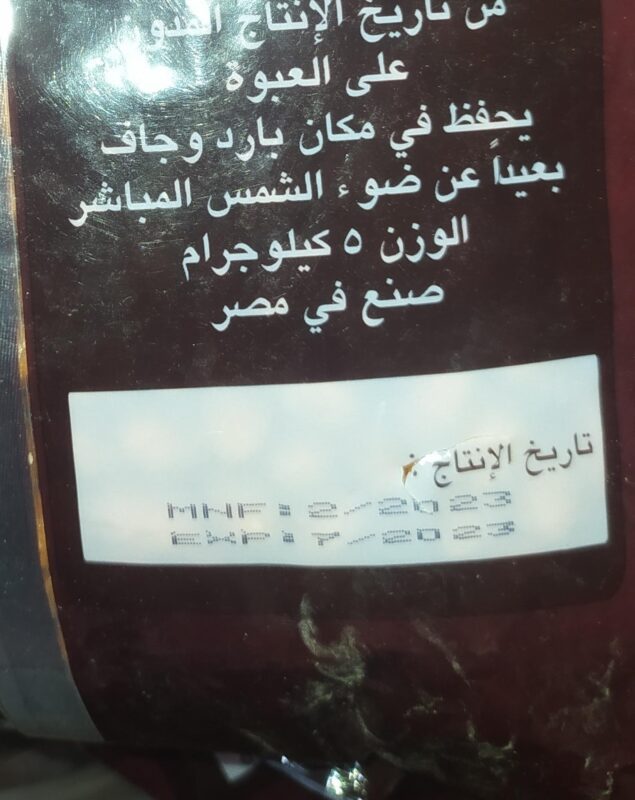 من تاريخ الإنتاج المدون
على العبوة
يحفظ في مكان بارد وجاف
بعيداً عن ضوء الشمس المباشر
الوزن ٥ كيلوجرام
صنع في مصر
تاريخ الإنتاج :
MNF:2/2023
EXP:7/2023